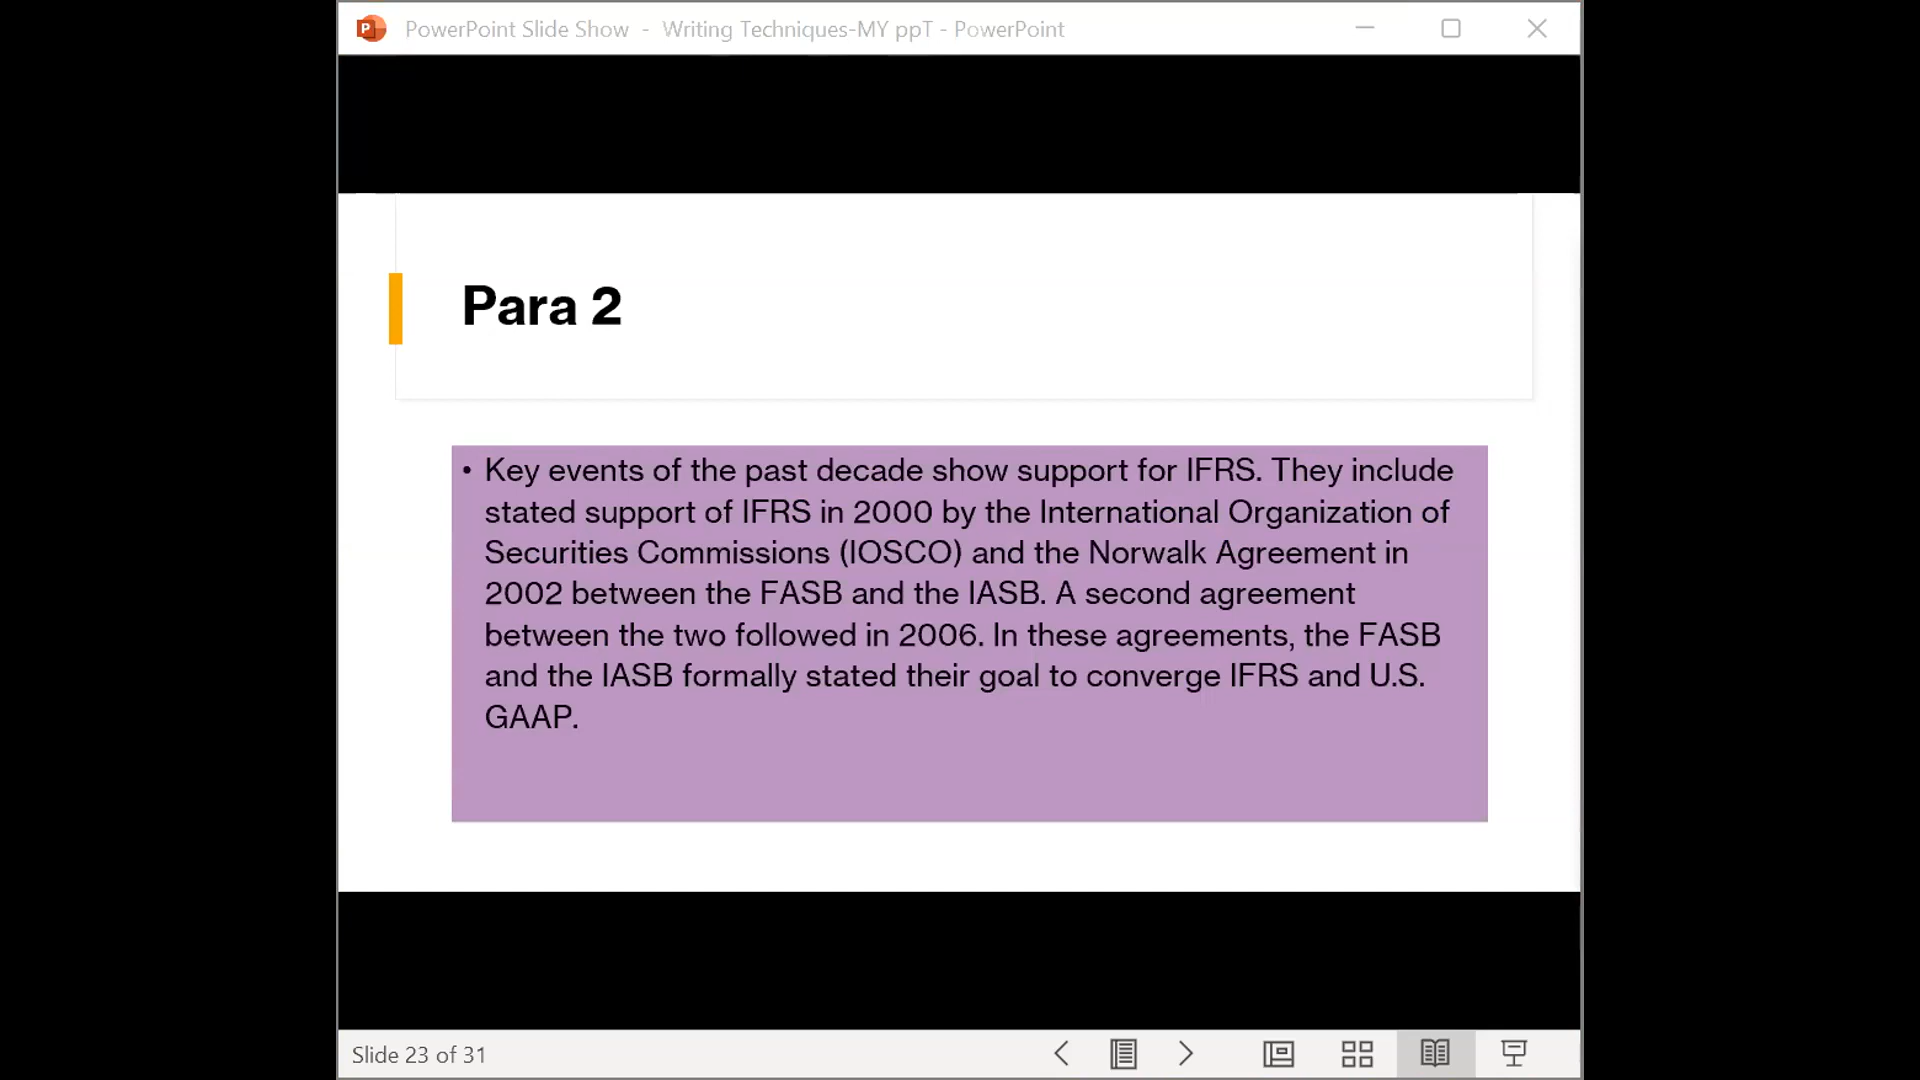 PowerPoint Slide Show - Writing Techniques-MY ppT - PowerPoint
Para 2
• Key events of the past decade show support for IFRS. They include
stated support of IFRS in 2000 by the International Organization of
Securities Commissions (IOSCO) and the Norwalk Agreement in
2002 between the FASB and the IASB. A second agreement
between the two followed in 2006. In these agreements, the FASB
and the IASB formally stated their goal to converge IFRS and U.S.
GAAP.
Slide 23 of 31